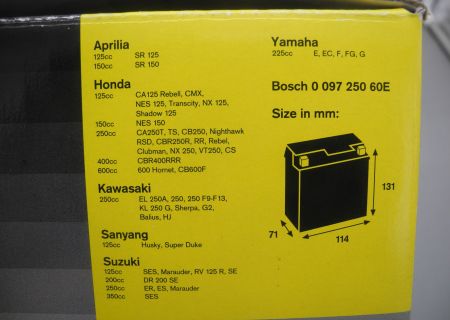 Aprilia
125cc SR 125
150cc SR 150
Honda
125cc CA125 Rebell, CMX,
NES 125, Transcity, NX 125,
Shadow 125
150cc NES 150
250cc CA250T, TS, CB250, Nighthawk
RSD, CBR250R, RR, Rebel,
Clubman, NX 250, VT250, CS
400cc CBR400RRR
600cc 600 Hornet, CB600F
Kawasaki
250cc EL 250A, 250, 250 F9-F13,
KL 250 G, Sherpa, G2,
Balius, HJ
Sanyang
125cc Husky, Super Duke
Suzuki
125cc SES, Marauder, RV 125 R, SE
200cc DR 200 SE
250cc ER, ES, Marauder
350cc SES
Yamaha
225cc E, EC, F, FG, G
Bosch 0 097 250 60E
Size in mm:
131
71
114